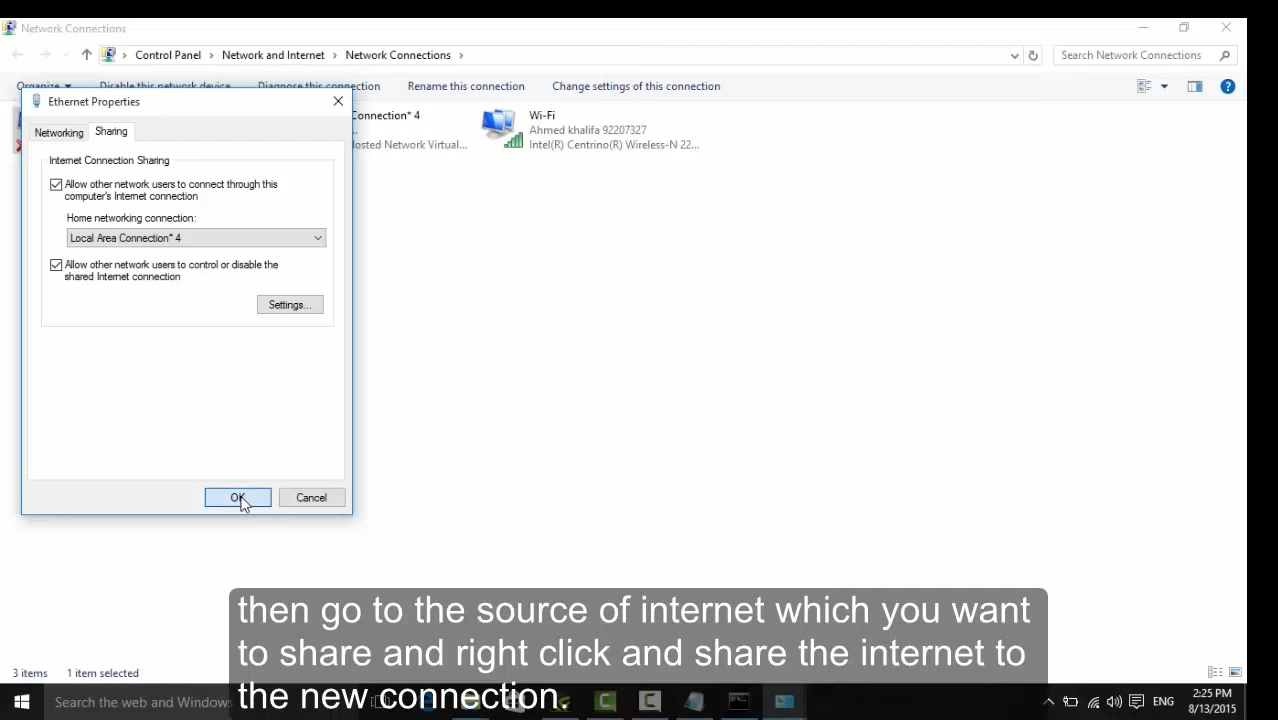 Network Connections
Control Panel > Network and Internet > Network Connections >
Search Network Connections
Organize Disable this network device Diagnose this connection Rename this connection Change settings of this connection
Ethernet Properties
Networking Sharing
Internet Connection Sharing
Allow other network users to connect through this
computer's Internet connection
Home networking connection:
Local Area Connection* 4
Allow other network users to control or disable the
shared Internet connection
Settings...
OK Cancel
Connection* 4
...
osted Network Virtual...
Wi-Fi
Ahmed khalifa 92207327
Intel(R) Centrino(R) Wireless-N 22...
then go to the source of internet which you want
to share and right click and share the internet to
the new connection.
3 items 1 item selected
Search the web and Windows
ENG
2:25 PM
8/13/2015